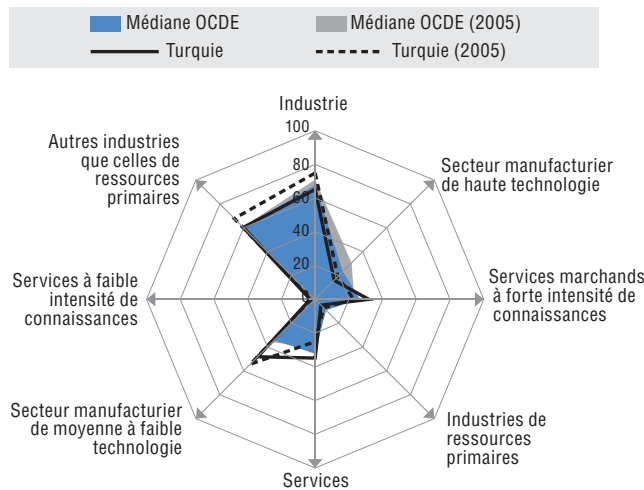 Médiane OCDE
Médiane OCDE (2005)
Turquie
Turquie (2005)
Industrie
100
80
60
40
20
0
Autres industries
que celles de
ressources
primaires
Secteur manufacturier
de haute technologie
Services à faible
intensité de
connaissances
Services marchands
à forte intensité de
connaissances
Secteur manufacturier
de moyenne à faible
technologie
Industries de
ressources
primaires
Services